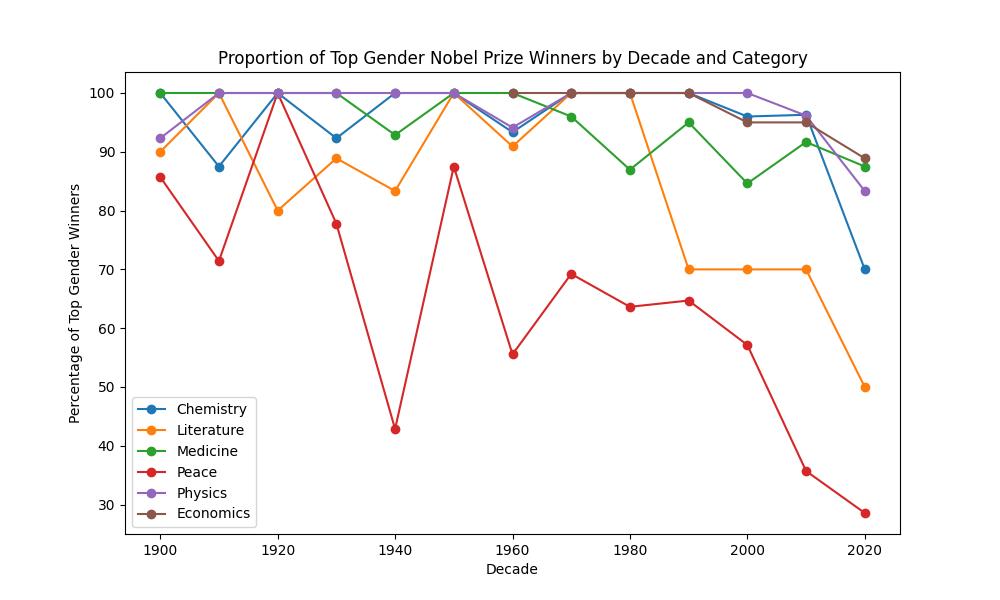 Proportion of Top Gender Nobel Prize Winners by Decade and Category
Percentage of Top Gender Winners
100
90
80
70
60
50
40
30
Chemistry
Literature
Medicine
Peace
Physics
Economics
1900
1920
1940
1960
1980
2000
2020
Decade